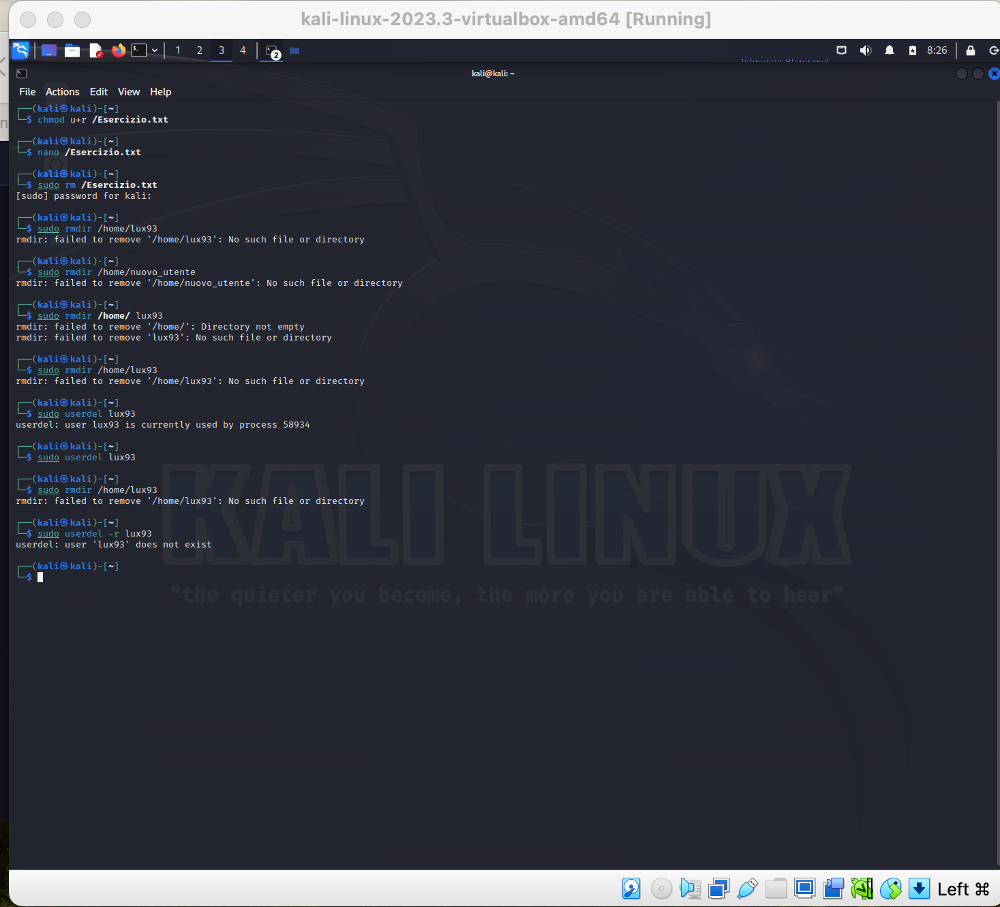 kali-linux-2023.3-virtualbox-amd64 [Running]
1 2 3 4 2 8:26
kali@kali: ~
File Actions Edit View Help
┌──(kali㉿kali)-[~]
└─$ chmod u+r /Esercizio.txt
┌──(kali㉿kali)-[~]
└─$ nano /Esercizio.txt
┌──(kali㉿kali)-[~]
└─$ sudo rm /Esercizio.txt
[sudo] password for kali:
┌──(kali㉿kali)-[~]
└─$ sudo rmdir /home/lux93
rmdir: failed to remove '/home/lux93': No such file or directory
┌──(kali㉿kali)-[~]
└─$ sudo rmdir /home/nuovo_utente
rmdir: failed to remove '/home/nuovo_utente': No such file or directory
┌──(kali㉿kali)-[~]
└─$ sudo rmdir /home/ lux93
rmdir: failed to remove '/home/': Directory not empty
rmdir: failed to remove 'lux93': No such file or directory
┌──(kali㉿kali)-[~]
└─$ sudo rmdir /home/lux93
rmdir: failed to remove '/home/lux93': No such file or directory
┌──(kali㉿kali)-[~]
└─$ sudo userdel lux93
userdel: user lux93 is currently used by process 58934
┌──(kali㉿kali)-[~]
└─$ sudo userdel lux93
┌──(kali㉿kali)-[~]
└─$ sudo rmdir /home/lux93
rmdir: failed to remove '/home/lux93': No such file or directory
┌──(kali㉿kali)-[~]
└─$ sudo userdel -r lux93
userdel: user 'lux93' does not exist
┌──(kali㉿kali)-[~]
└─$
KALI LINUX
"the quieter you become, the more you are able to hear"
Left ⌘